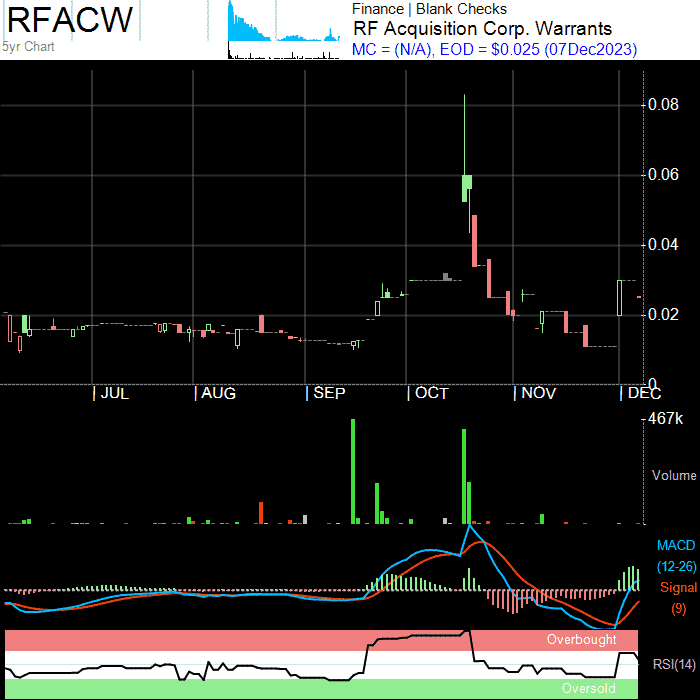 RFACW
5yr Chart
Finance | Blank Checks
RF Acquisition Corp. Warrants
MC = (N/A), EOD = $0.025 (07Dec2023)
0.08
0.06
0.04
0.02
0
JUL AUG SEP OCT NOV DEC
467k
Volume
MACD
(12-26)
Signal
(9)
Overbought
RSI(14)
Oversold